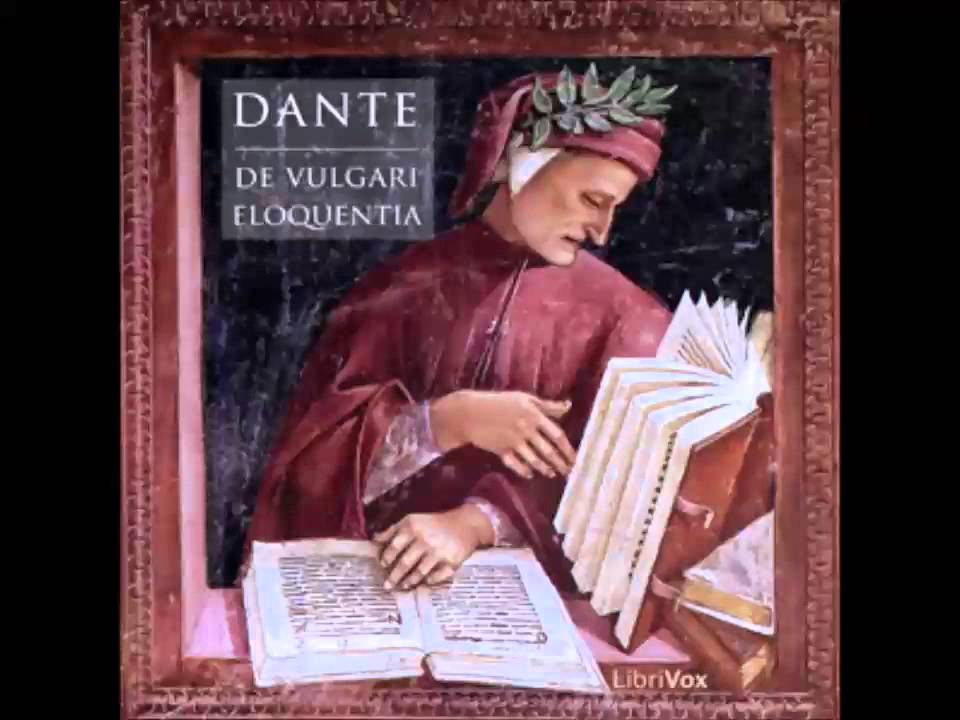 DANTE
DE VULGARI
ELOQUENTIA
LibriVox